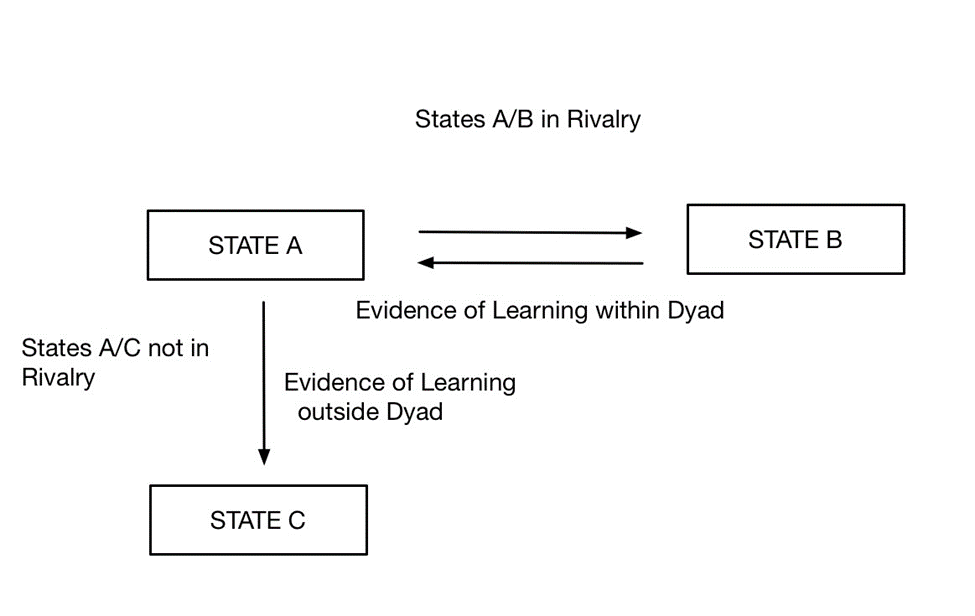 States A/B in Rivalry
STATE A
STATE B
Evidence of Learning within Dyad
States A/C not in
Rivalry
Evidence of Learning
outside Dyad
STATE C